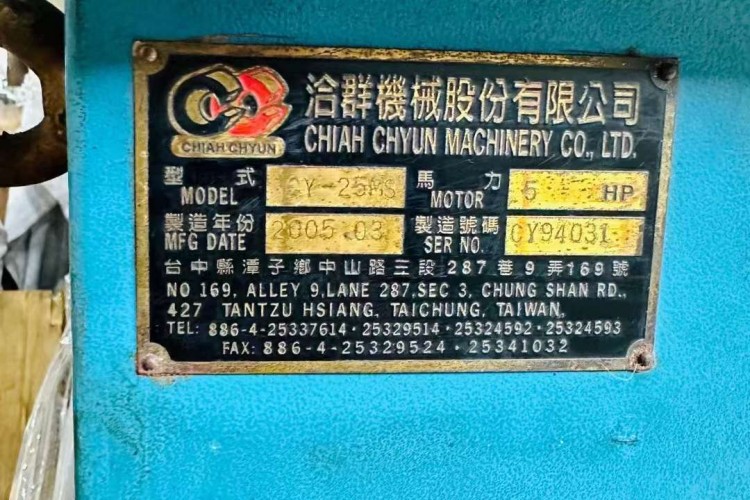 洽群機械股份有限公司
CHIAH CHYUN
CHIAH CHYUN MACHINERY CO., LTD.
型式 MODEL CY-25MS 馬力 MOTOR 5 HP
製造年份 MFG DATE 2005.03 製造號碼 SER NO. CY94031
台中縣潭子鄉中山路三段287巷9弄169號
NO 169, ALLEY 9, LANE 287, SEC 3, CHUNG SHAN RD.,
427 TANTZU HSIANG, TAICHUNG, TAIWAN,
TEL: 886-4-25337614·25329514·25324592·25324593
FAX: 886-4-25329524·25341032